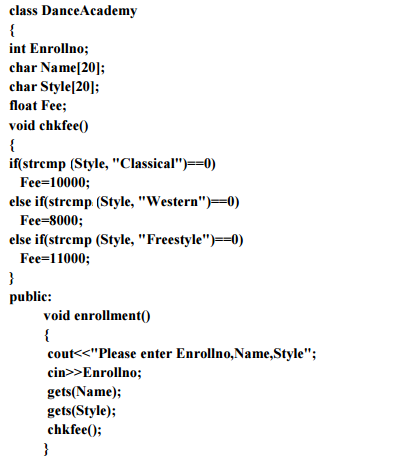 class DanceAcademy
{
int Enrollno;
char Name[20];
char Style[20];
float Fee;
void chkfee()
{
if(strcmp (Style, "Classical")==0)
Fee=10000;
else if(strcmp (Style, "Western")==0)
Fee=8000;
else if(strcmp (Style, "Freestyle")==0)
Fee=11000;
}
public:
void enrollment()
{
cout<<"Please enter Enrollno,Name,Style";
cin>>Enrollno;
gets(Name);
gets(Style);
chkfee();
}